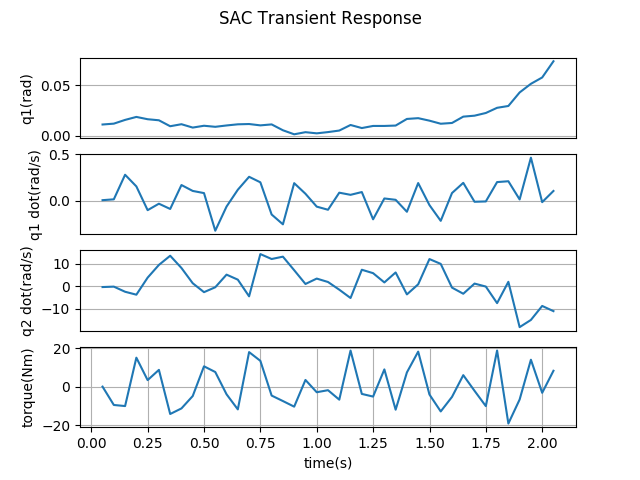 SAC Transient Response
q1(rad)
0.05
0.00
q1 dot(rad/s)
0.5
0.0
q2 dot(rad/s)
10
0
−10
torque(Nm)
20
0
−20
0.00 0.25 0.50 0.75 1.00 1.25 1.50 1.75 2.00
time(s)